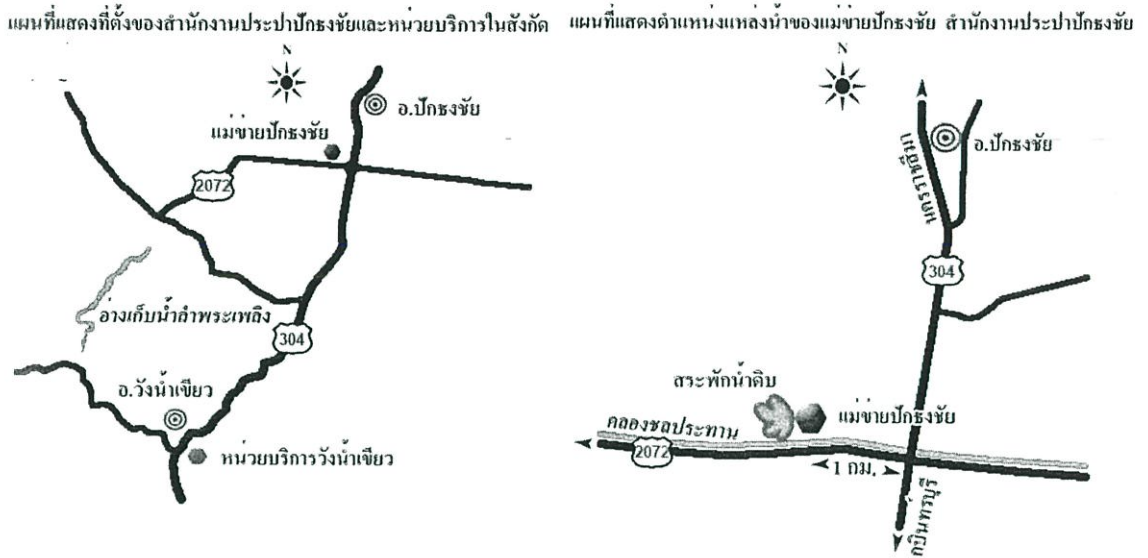 แผนที่แสดงที่ตั้งของสำนักงานประปาปักธงชัยและหน่วยบริการในสังกัด
N
อ.ปักธงชัย
แม่ข่ายปักธงชัย
2072
อ่างเก็บน้ำลำพระเพลิง
304
อ.วังน้ำเขียว
หน่วยบริการวังน้ำเขียว
แผนที่แสดงตำแหน่งแหล่งน้ำของแม่ข่ายปักธงชัย สำนักงานประปาปักธงชัย
N
อ.ปักธงชัย
นครราชสีมา
304
สระพักน้ำดิบ
แม่ข่ายปักธงชัย
คลองชลประทาน
2072
1 กม.
กบินทร์บุรี